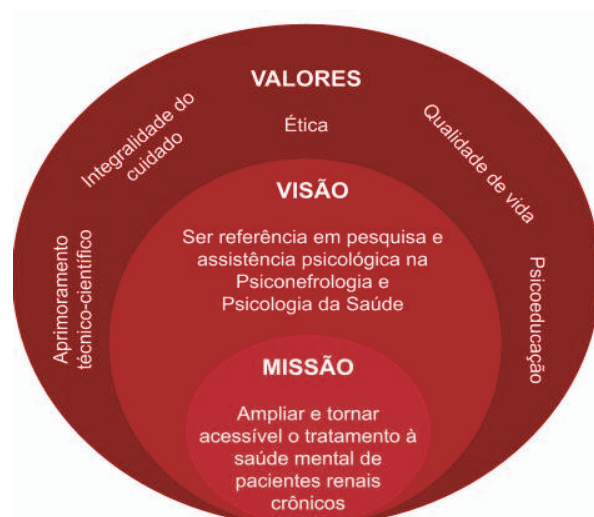 VALORES
Ética
Integralidade do
cuidado
Qualidade de vida
Aprimoramento
técnico-científico
Psicoeducação
VISÃO
Ser referência em pesquisa e
assistência psicológica na
Psiconefrologia e
Psicologia da Saúde
MISSÃO
Ampliar e tornar
acessível o tratamento à
saúde mental de
pacientes renais
crônicos